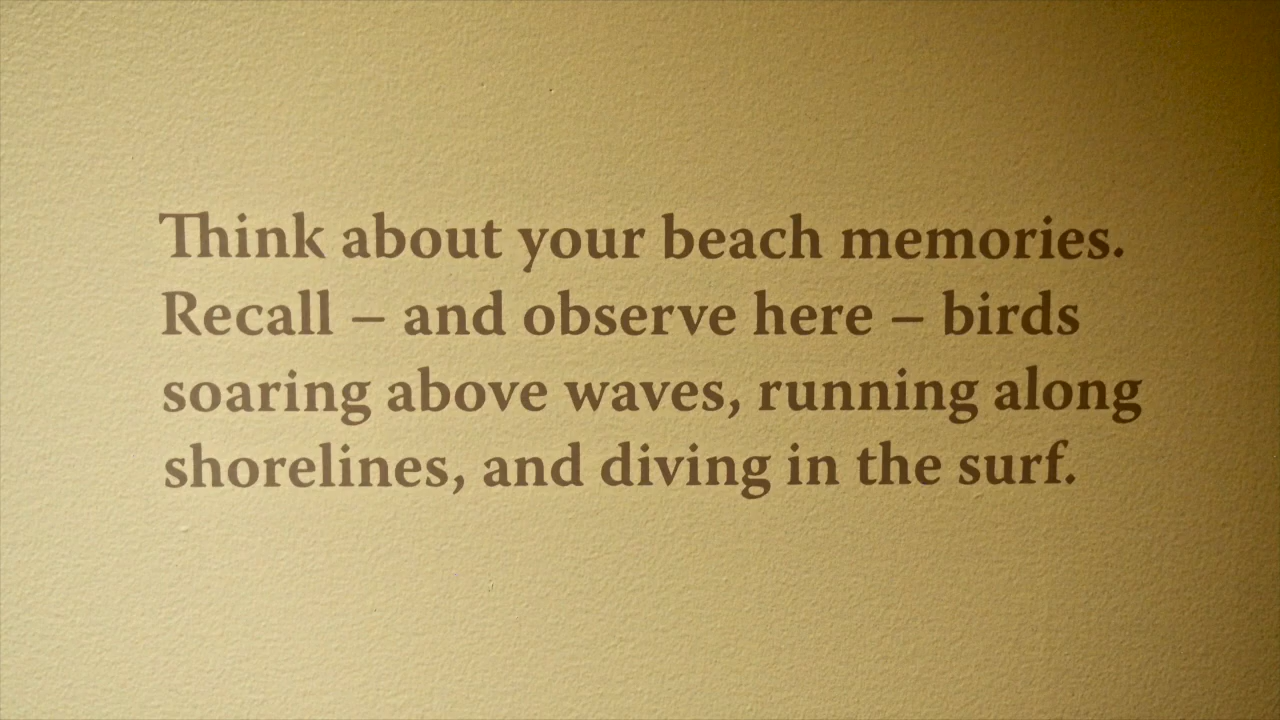 Think about your beach memories.
Recall – and observe here – birds
soaring above waves, running along
shorelines, and diving in the surf.